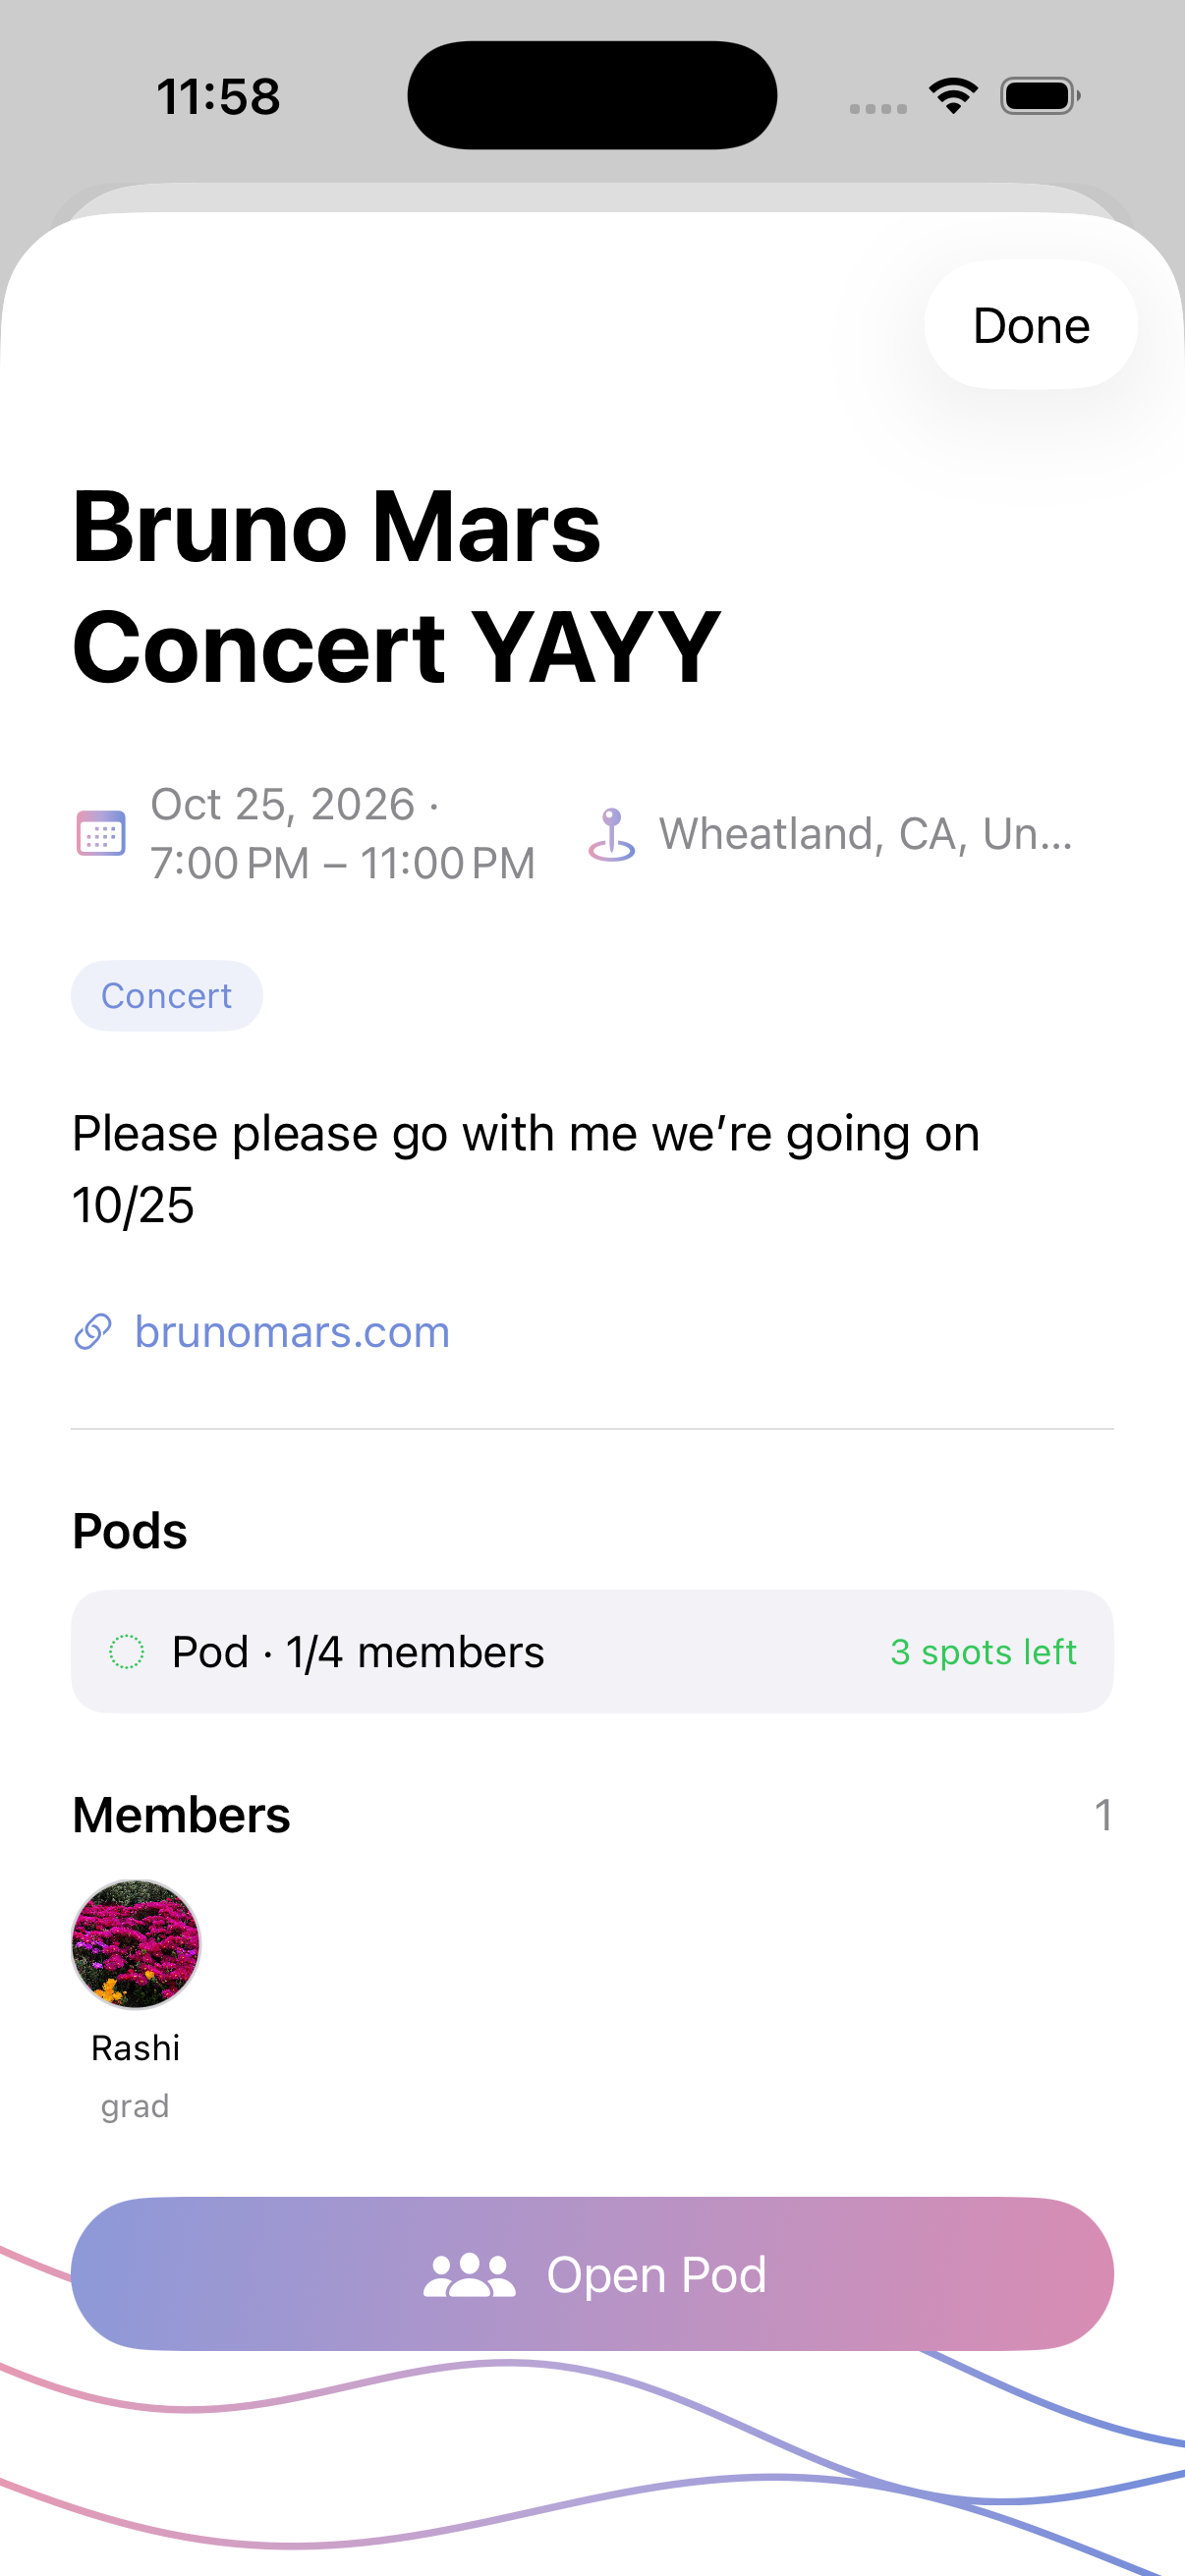 11:58
Done
Bruno Mars
Concert YAYY
Oct 25, 2026 ·
7:00 PM – 11:00 PM
Wheatland, CA, Un...
Concert
Please please go with me we’re going on
10/25
brunomars.com
Pods
Pod · 1/4 members
3 spots left
Members
1
Rashi
grad
Open Pod